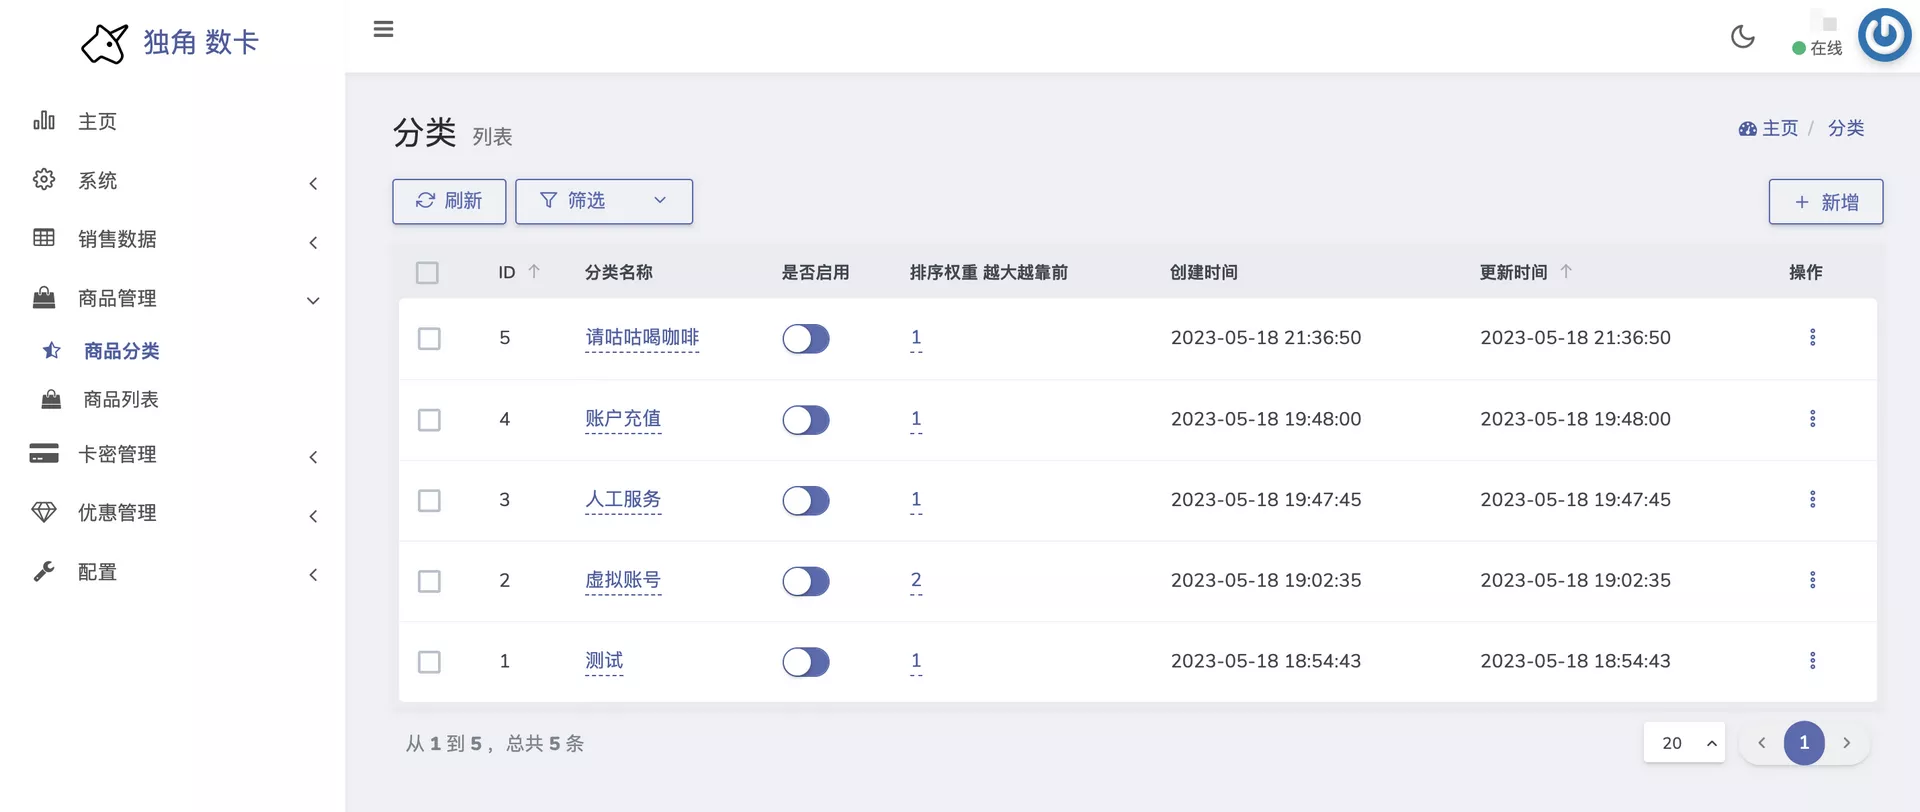 独角 数卡
在线
主页
系统
销售数据
商品管理
商品分类
商品列表
卡密管理
优惠管理
配置
分类 列表
主页 / 分类
刷新 筛选
+ 新增
ID 分类名称 是否启用 排序权重 越大越靠前 创建时间 更新时间 操作
5 请咕咕喝咖啡 1 2023-05-18 21:36:50 2023-05-18 21:36:50
4 账户充值 1 2023-05-18 19:48:00 2023-05-18 19:48:00
3 人工服务 1 2023-05-18 19:47:45 2023-05-18 19:47:45
2 虚拟账号 2 2023-05-18 19:02:35 2023-05-18 19:02:35
1 测试 1 2023-05-18 18:54:43 2023-05-18 18:54:43
从 1 到 5 ，总共 5 条
20
1